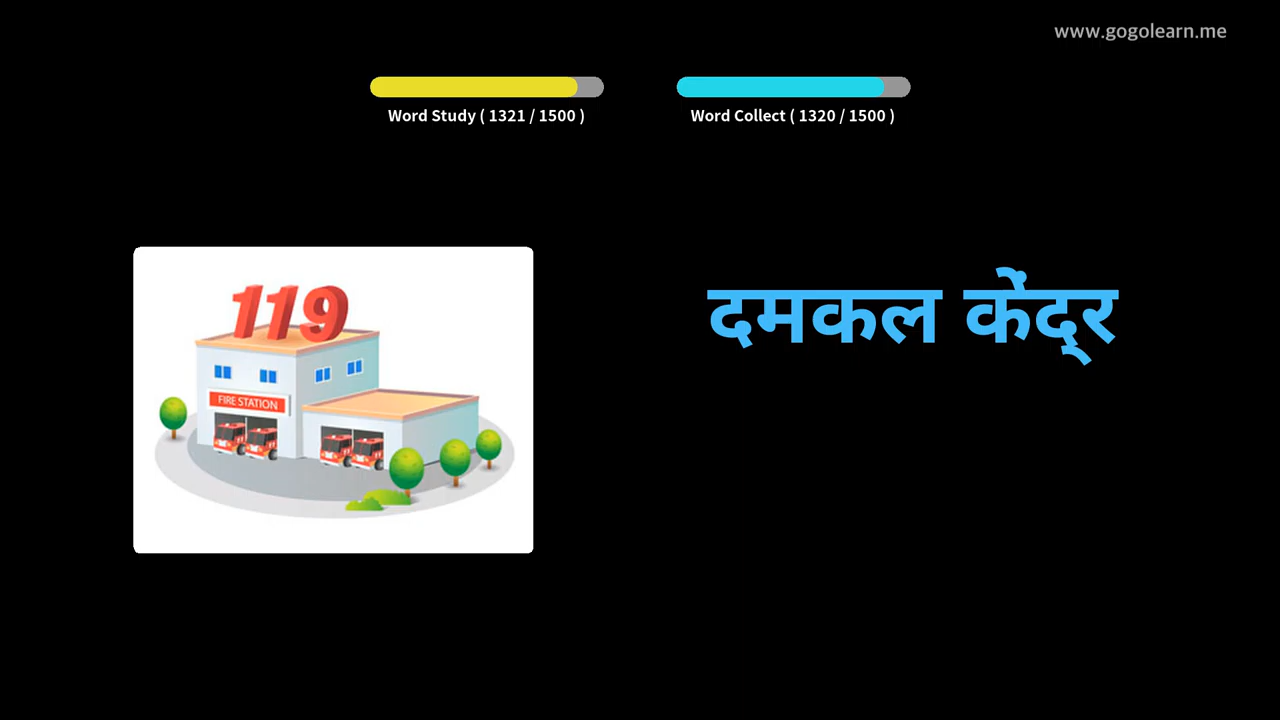 www.gogolearn.me
Word Study ( 1321 / 1500 )
Word Collect ( 1320 / 1500 )
119
FIRE STATION
दमकल केंद्र